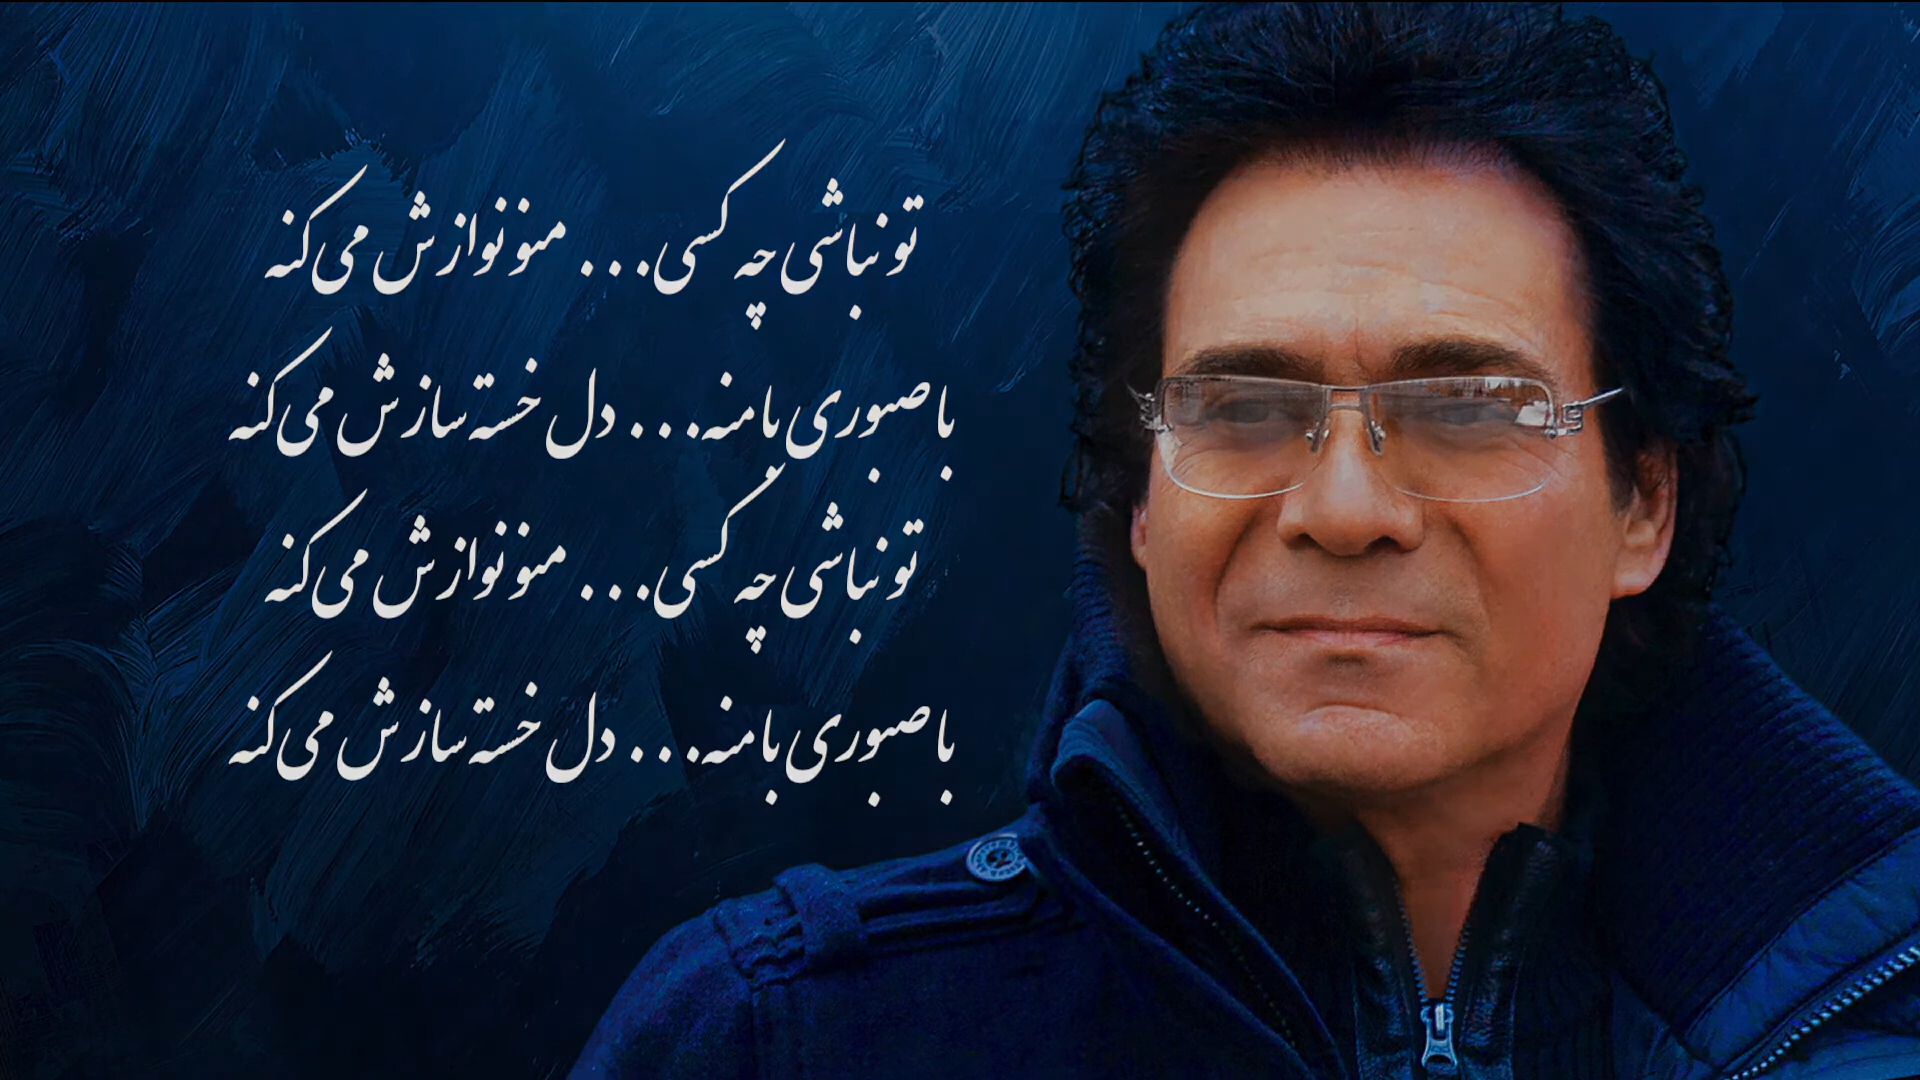 تو نباشی چه کسی... منو نوازش می‌کنه
با صبوری با منه... دل خسته سازش می‌کنه
تو نباشی چه کسی... منو نوازش می‌کنه
با صبوری با منه... دل خسته سازش می‌کنه